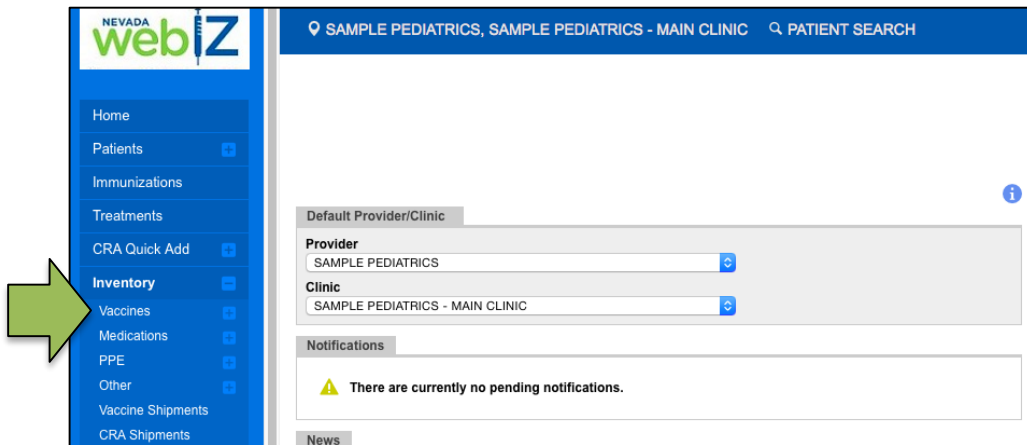 NEVADA
webIZ
SAMPLE PEDIATRICS, SAMPLE PEDIATRICS - MAIN CLINIC PATIENT SEARCH
Home
Patients
Immunizations
Treatments
CRA Quick Add
Inventory
Vaccines
Medications
PPE
Other
Vaccine Shipments
CRA Shipments
Default Provider/Clinic
Provider
SAMPLE PEDIATRICS
Clinic
SAMPLE PEDIATRICS - MAIN CLINIC
Notifications
There are currently no pending notifications.
News